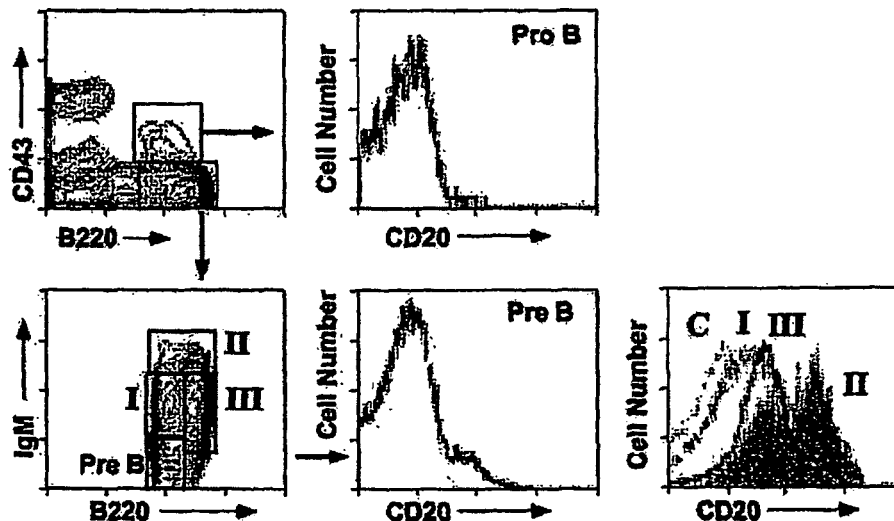 CD43
B220
Cell Number
Pro B
CD20
IgM
II
I
III
Pre B
B220
Cell Number
Pre B
CD20
Cell Number
C I III
II
CD20